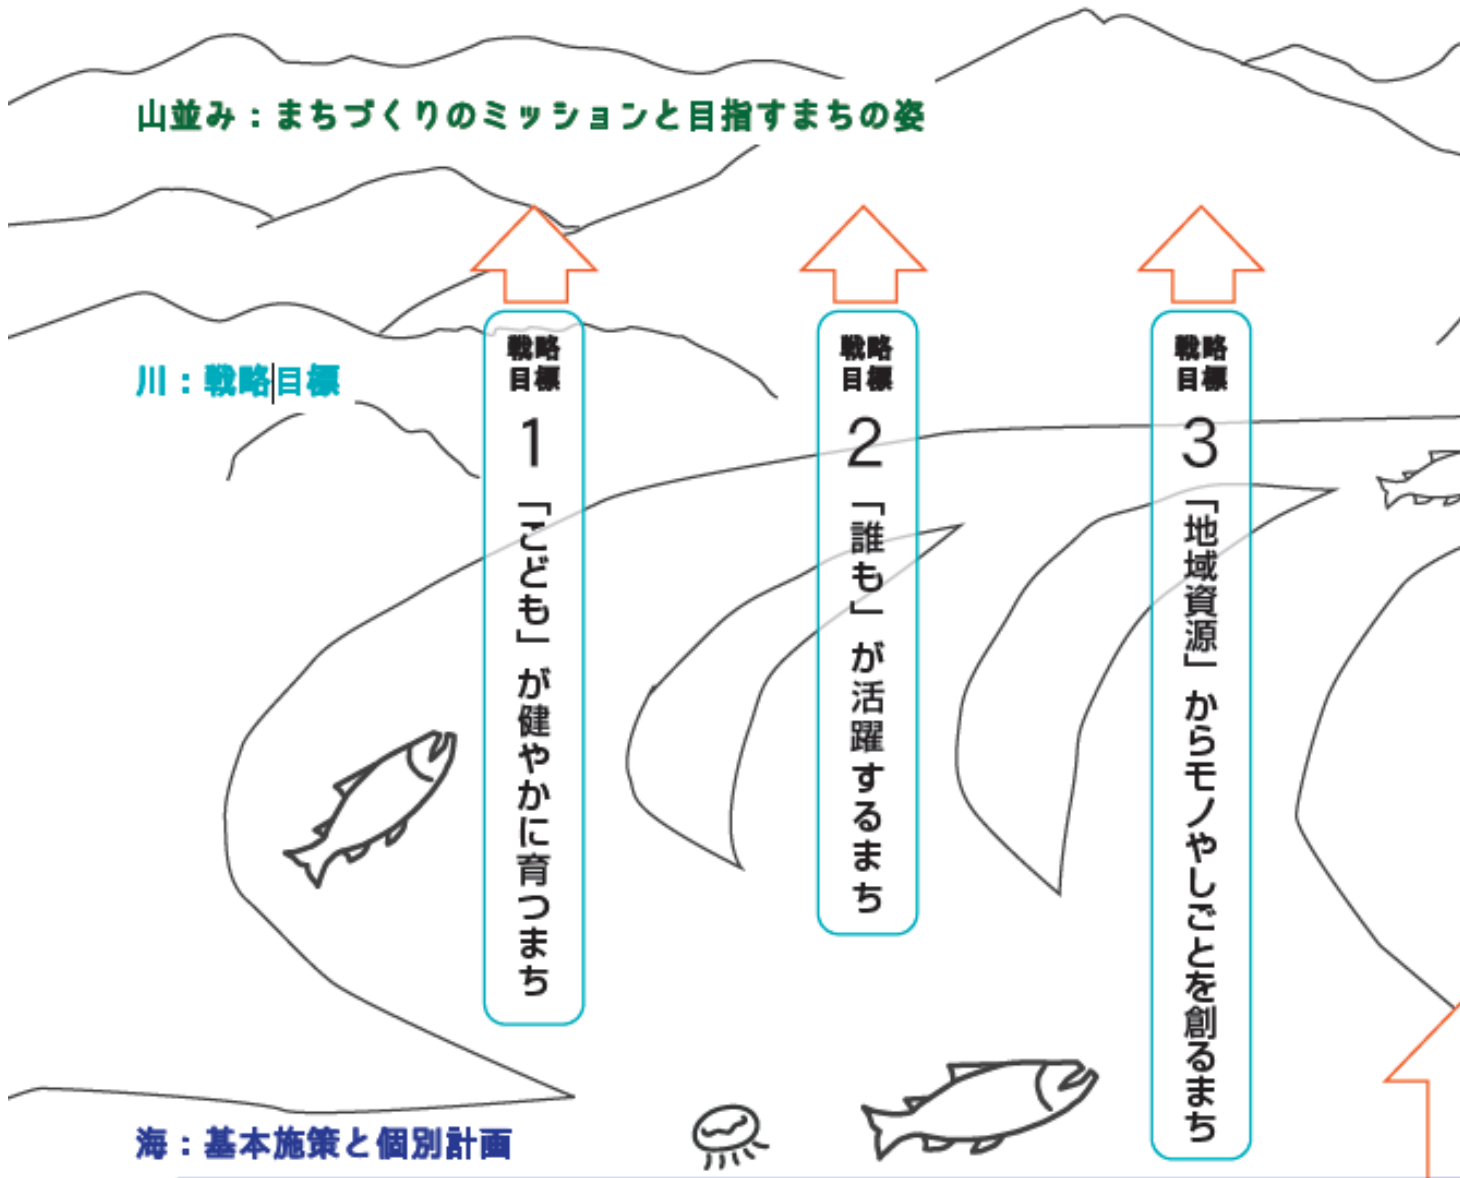 山並み：まちづくりのミッションと目指すまちの姿
川：戦略目標
戦略
目標
1
「こども」が健やかに育つまち
戦略
目標
2
「誰も」が活躍するまち
戦略
目標
3
「地域資源」からモノやしごとを創るまち
海：基本施策と個別計画